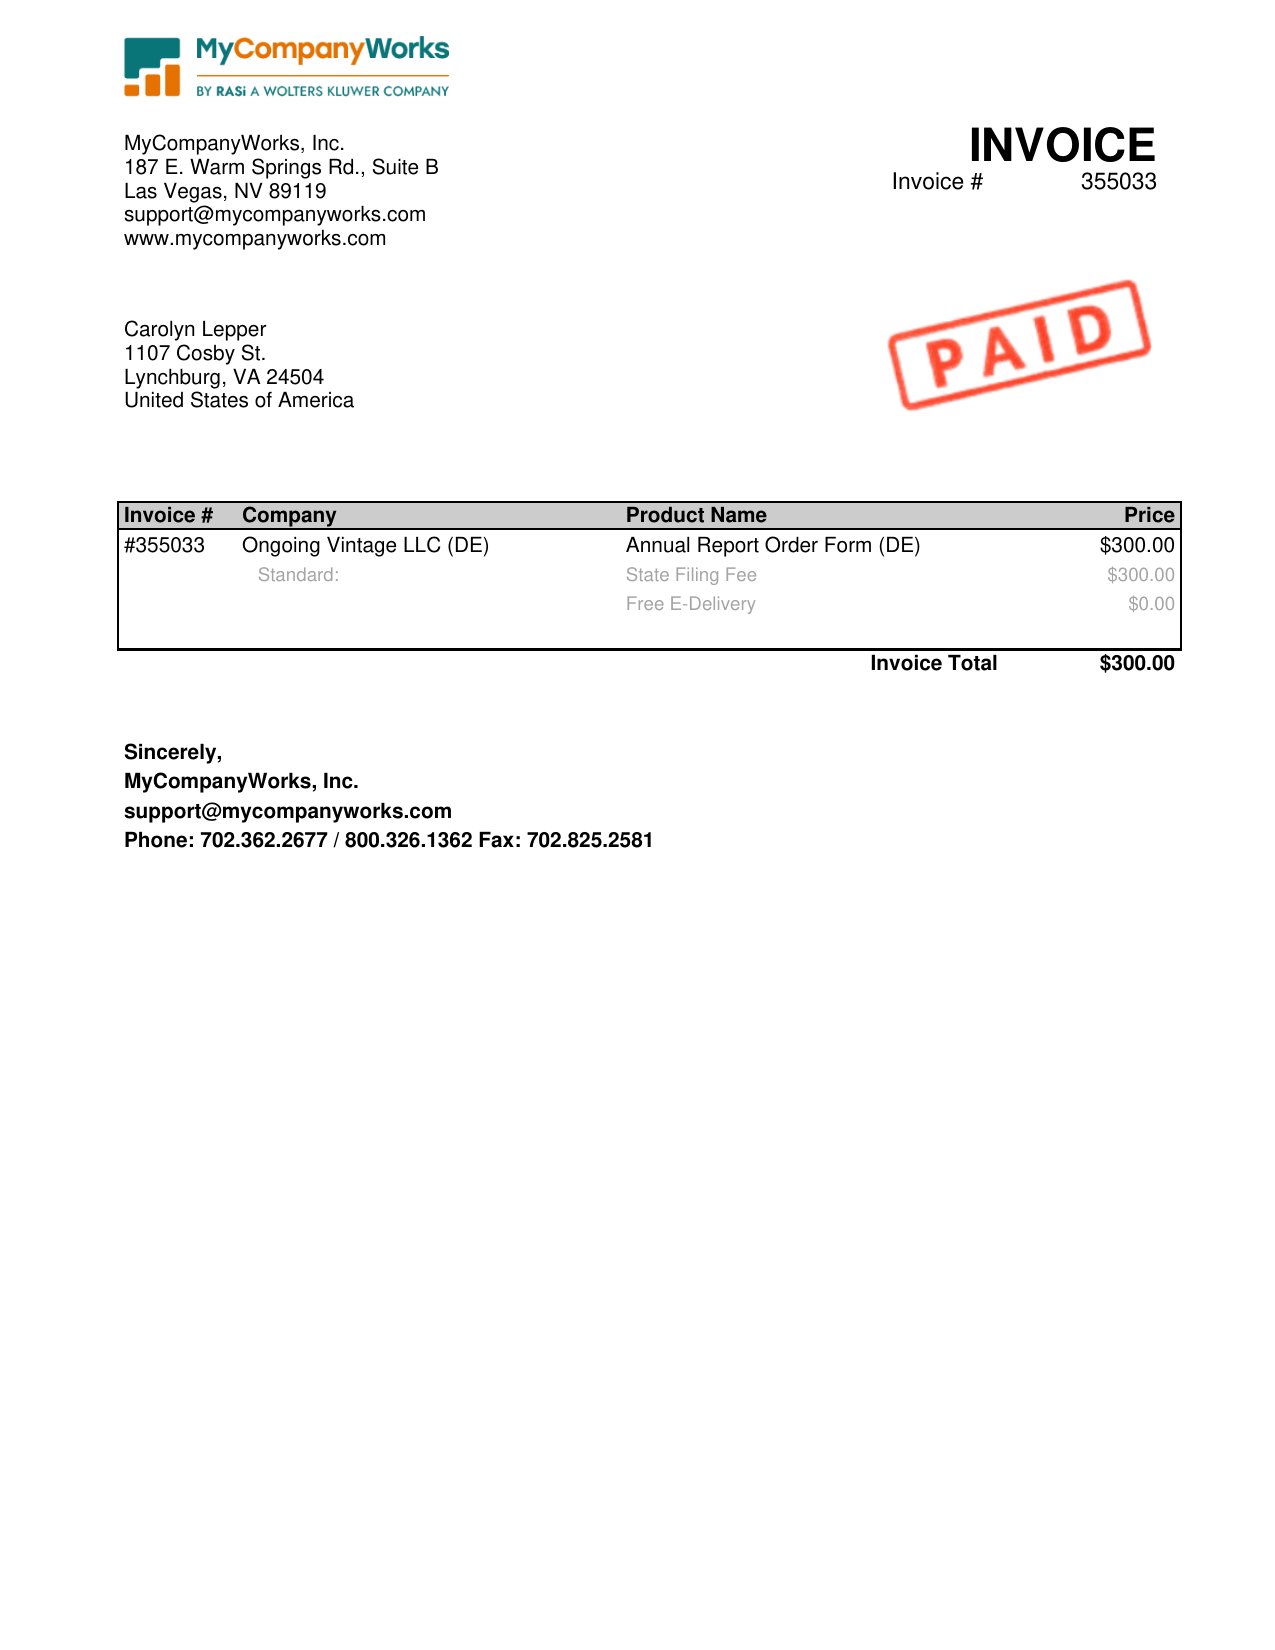 MyCompanyWorks
BY RASi A WOLTERS KLUWER COMPANY
MyCompanyWorks, Inc.
187 E. Warm Springs Rd., Suite B
Las Vegas, NV 89119
support@mycompanyworks.com
www.mycompanyworks.com
INVOICE
Invoice # 355033
Carolyn Lepper
1107 Cosby St.
Lynchburg, VA 24504
United States of America
PAID
Invoice # Company Product Name Price
#355033 Ongoing Vintage LLC (DE) Annual Report Order Form (DE) $300.00
Standard: State Filing Fee $300.00
Free E-Delivery $0.00
Invoice Total $300.00
Sincerely,
MyCompanyWorks, Inc.
support@mycompanyworks.com
Phone: 702.362.2677 / 800.326.1362 Fax: 702.825.2581